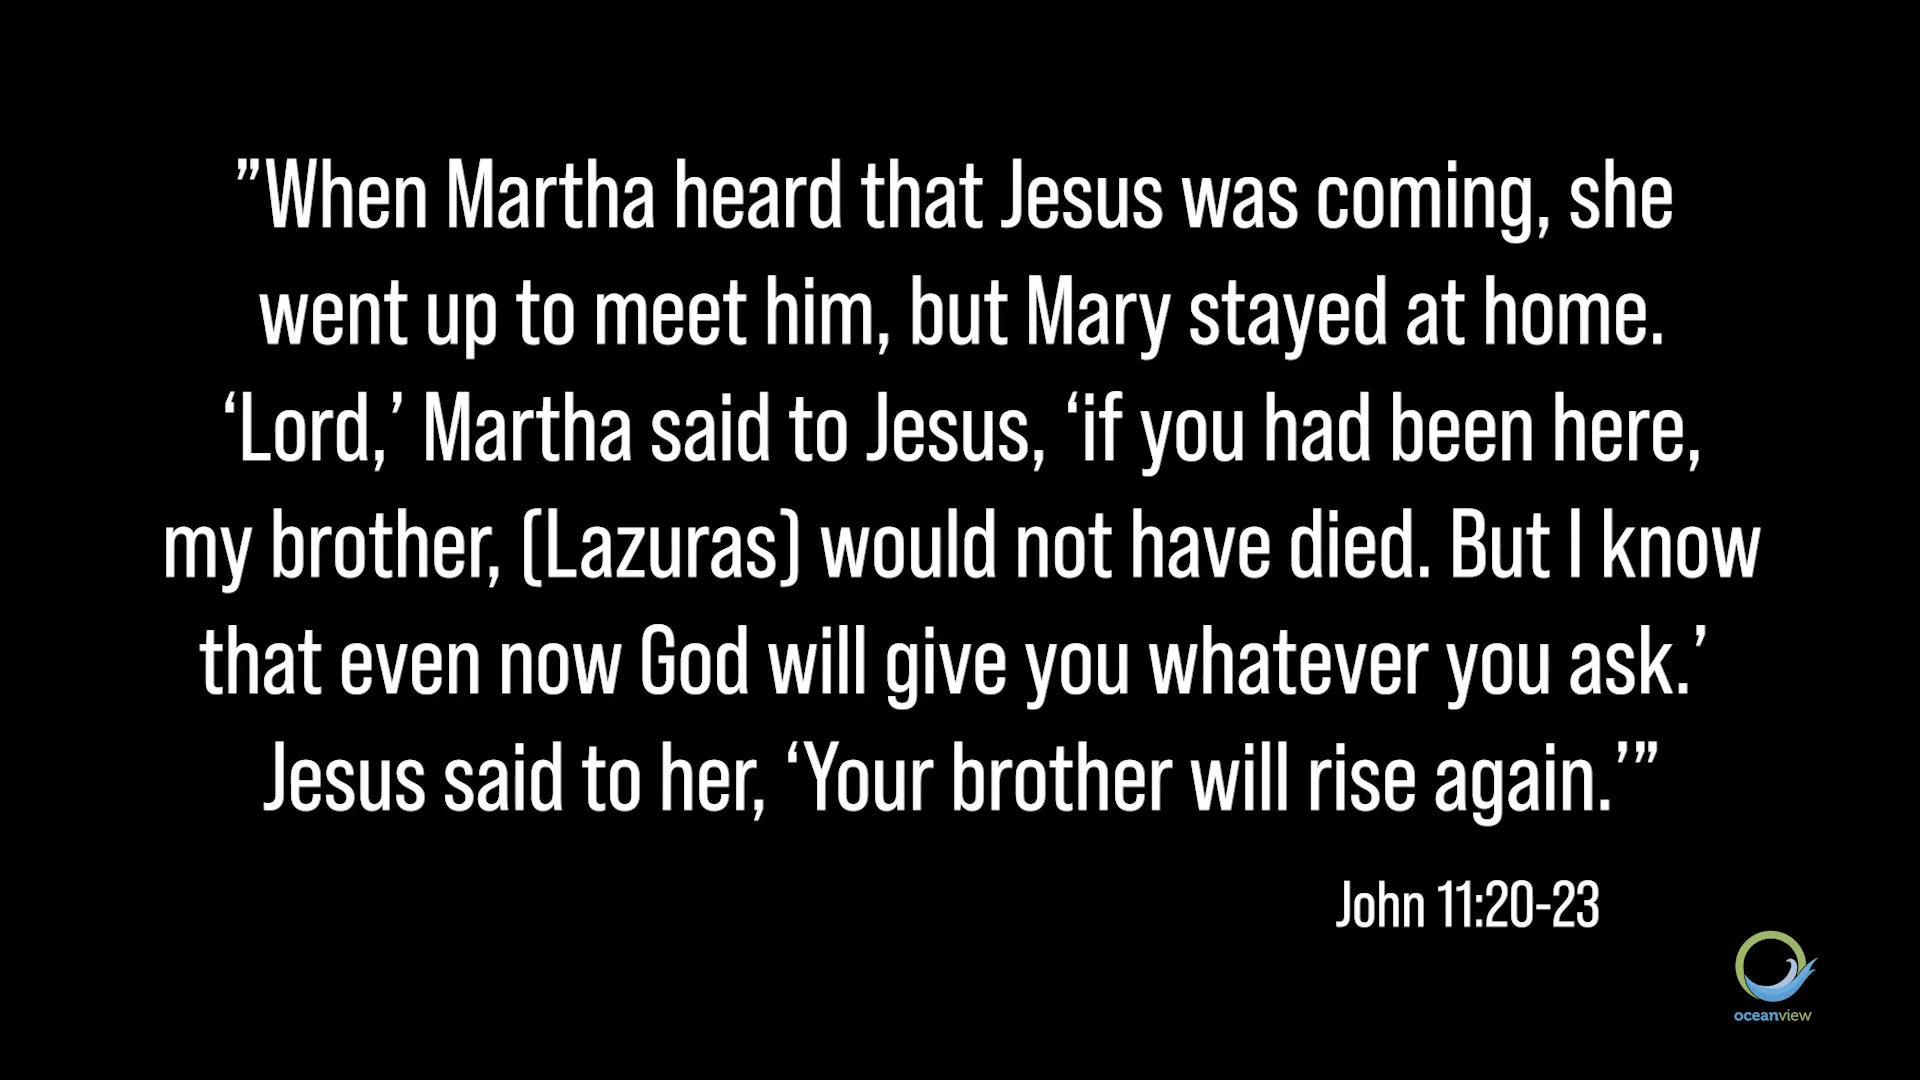 ”When Martha heard that Jesus was coming, she
went up to meet him, but Mary stayed at home.
‘Lord,’ Martha said to Jesus, ‘if you had been here,
my brother, (Lazuras) would not have died. But I know
that even now God will give you whatever you ask.’
Jesus said to her, ‘Your brother will rise again.’”
John 11:20-23
oceanview